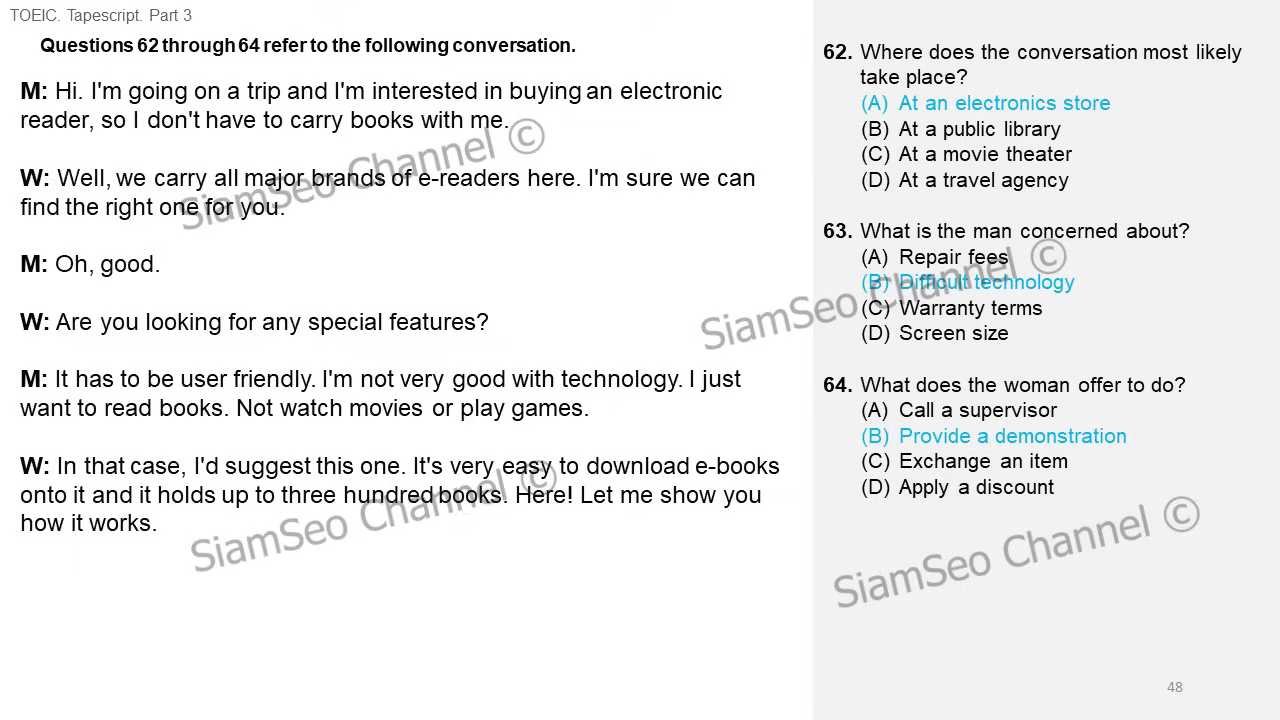 TOEIC. Tapescript. Part 3
Questions 62 through 64 refer to the following conversation.
M: Hi. I'm going on a trip and I'm interested in buying an electronic
reader, so I don't have to carry books with me.
W: Well, we carry all major brands of e-readers here. I'm sure we can
find the right one for you.
M: Oh, good.
W: Are you looking for any special features?
M: It has to be user friendly. I'm not very good with technology. I just
want to read books. Not watch movies or play games.
W: In that case, I'd suggest this one. It's very easy to download e-books
onto it and it holds up to three hundred books. Here! Let me show you
how it works.
62. Where does the conversation most likely
take place?
(A) At an electronics store
(B) At a public library
(C) At a movie theater
(D) At a travel agency
63. What is the man concerned about?
(A) Repair fees
(B) Difficult technology
(C) Warranty terms
(D) Screen size
64. What does the woman offer to do?
(A) Call a supervisor
(B) Provide a demonstration
(C) Exchange an item
(D) Apply a discount
SiamSeo Channel ©
SiamSeo Channel ©
SiamSeo Channel ©
SiamSeo Channel ©
48